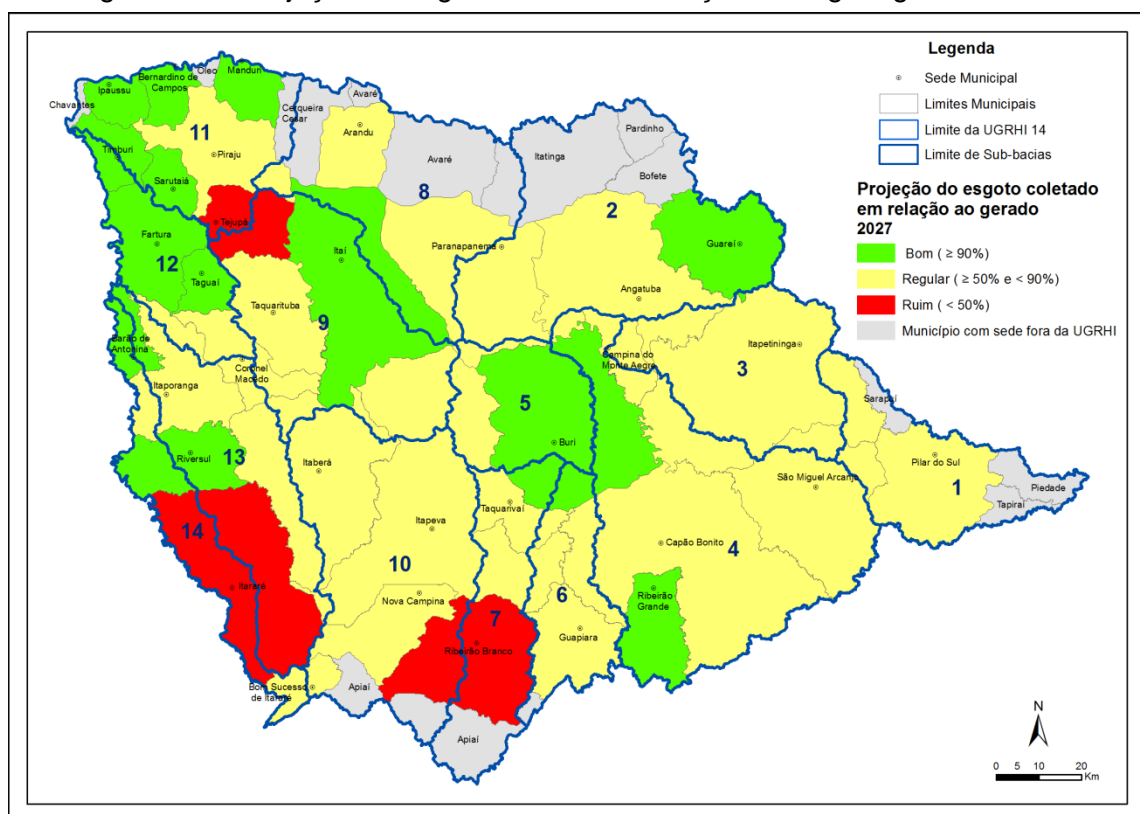 Legenda
Sede Municipal
Limites Municipais
Limite da UGRHI 14
Limite de Sub-bacias
Projeção do esgoto coletado
em relação ao gerado
2027
Bom ( ≥ 90%)
Regular ( ≥ 50% e < 90%)
Ruim ( < 50%)
Município com sede fora da UGRHI
Chavantes
Ipaussu
Bernardino de
Campos
Óleo
Manduri
Cerqueira
Cesar
Avaré
Arandu
11
Piraju
Timburi
Sarutaiá
Avaré
8
Itatinga
Pardinho
Bofete
2
Tejupá
Fartura
12
Taguaí
Itaí
Paranapanema
Guareí
Angatuba
Taquarituba
9
Barão de
Antonina
Coronel
Macedo
Itaporanga
Campina do
Monte Aegre
Itapetininga
3
5
Buri
Sarapuí
Riversul
13
Itaberá
Pilar do Sul
1
Piedade
Tapiraí
São Miguel Arcanjo
Taquarivaí
14
Itapeva
Capão Bonito
4
10
Itararé
Nova Campina
6
Ribeirão
Grande
7
Guapiara
Ribeirão Branco
Bom Sucesso
de Itararé
Apiaí
Apiaí
N
0 5 10 20
Km